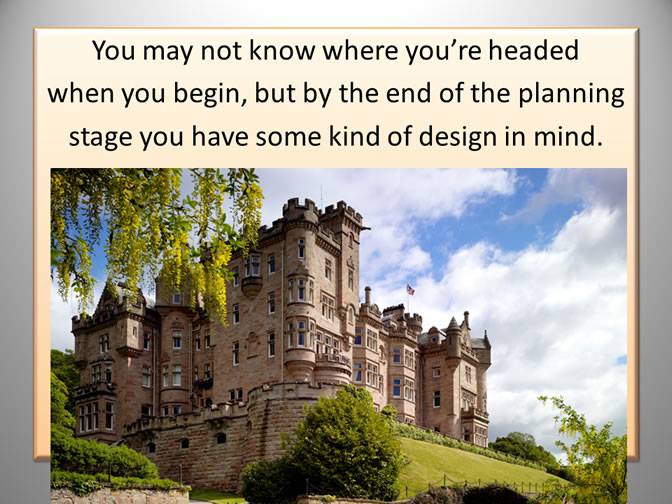 You may not know where you’re headed
when you begin, but by the end of the planning
stage you have some kind of design in mind.